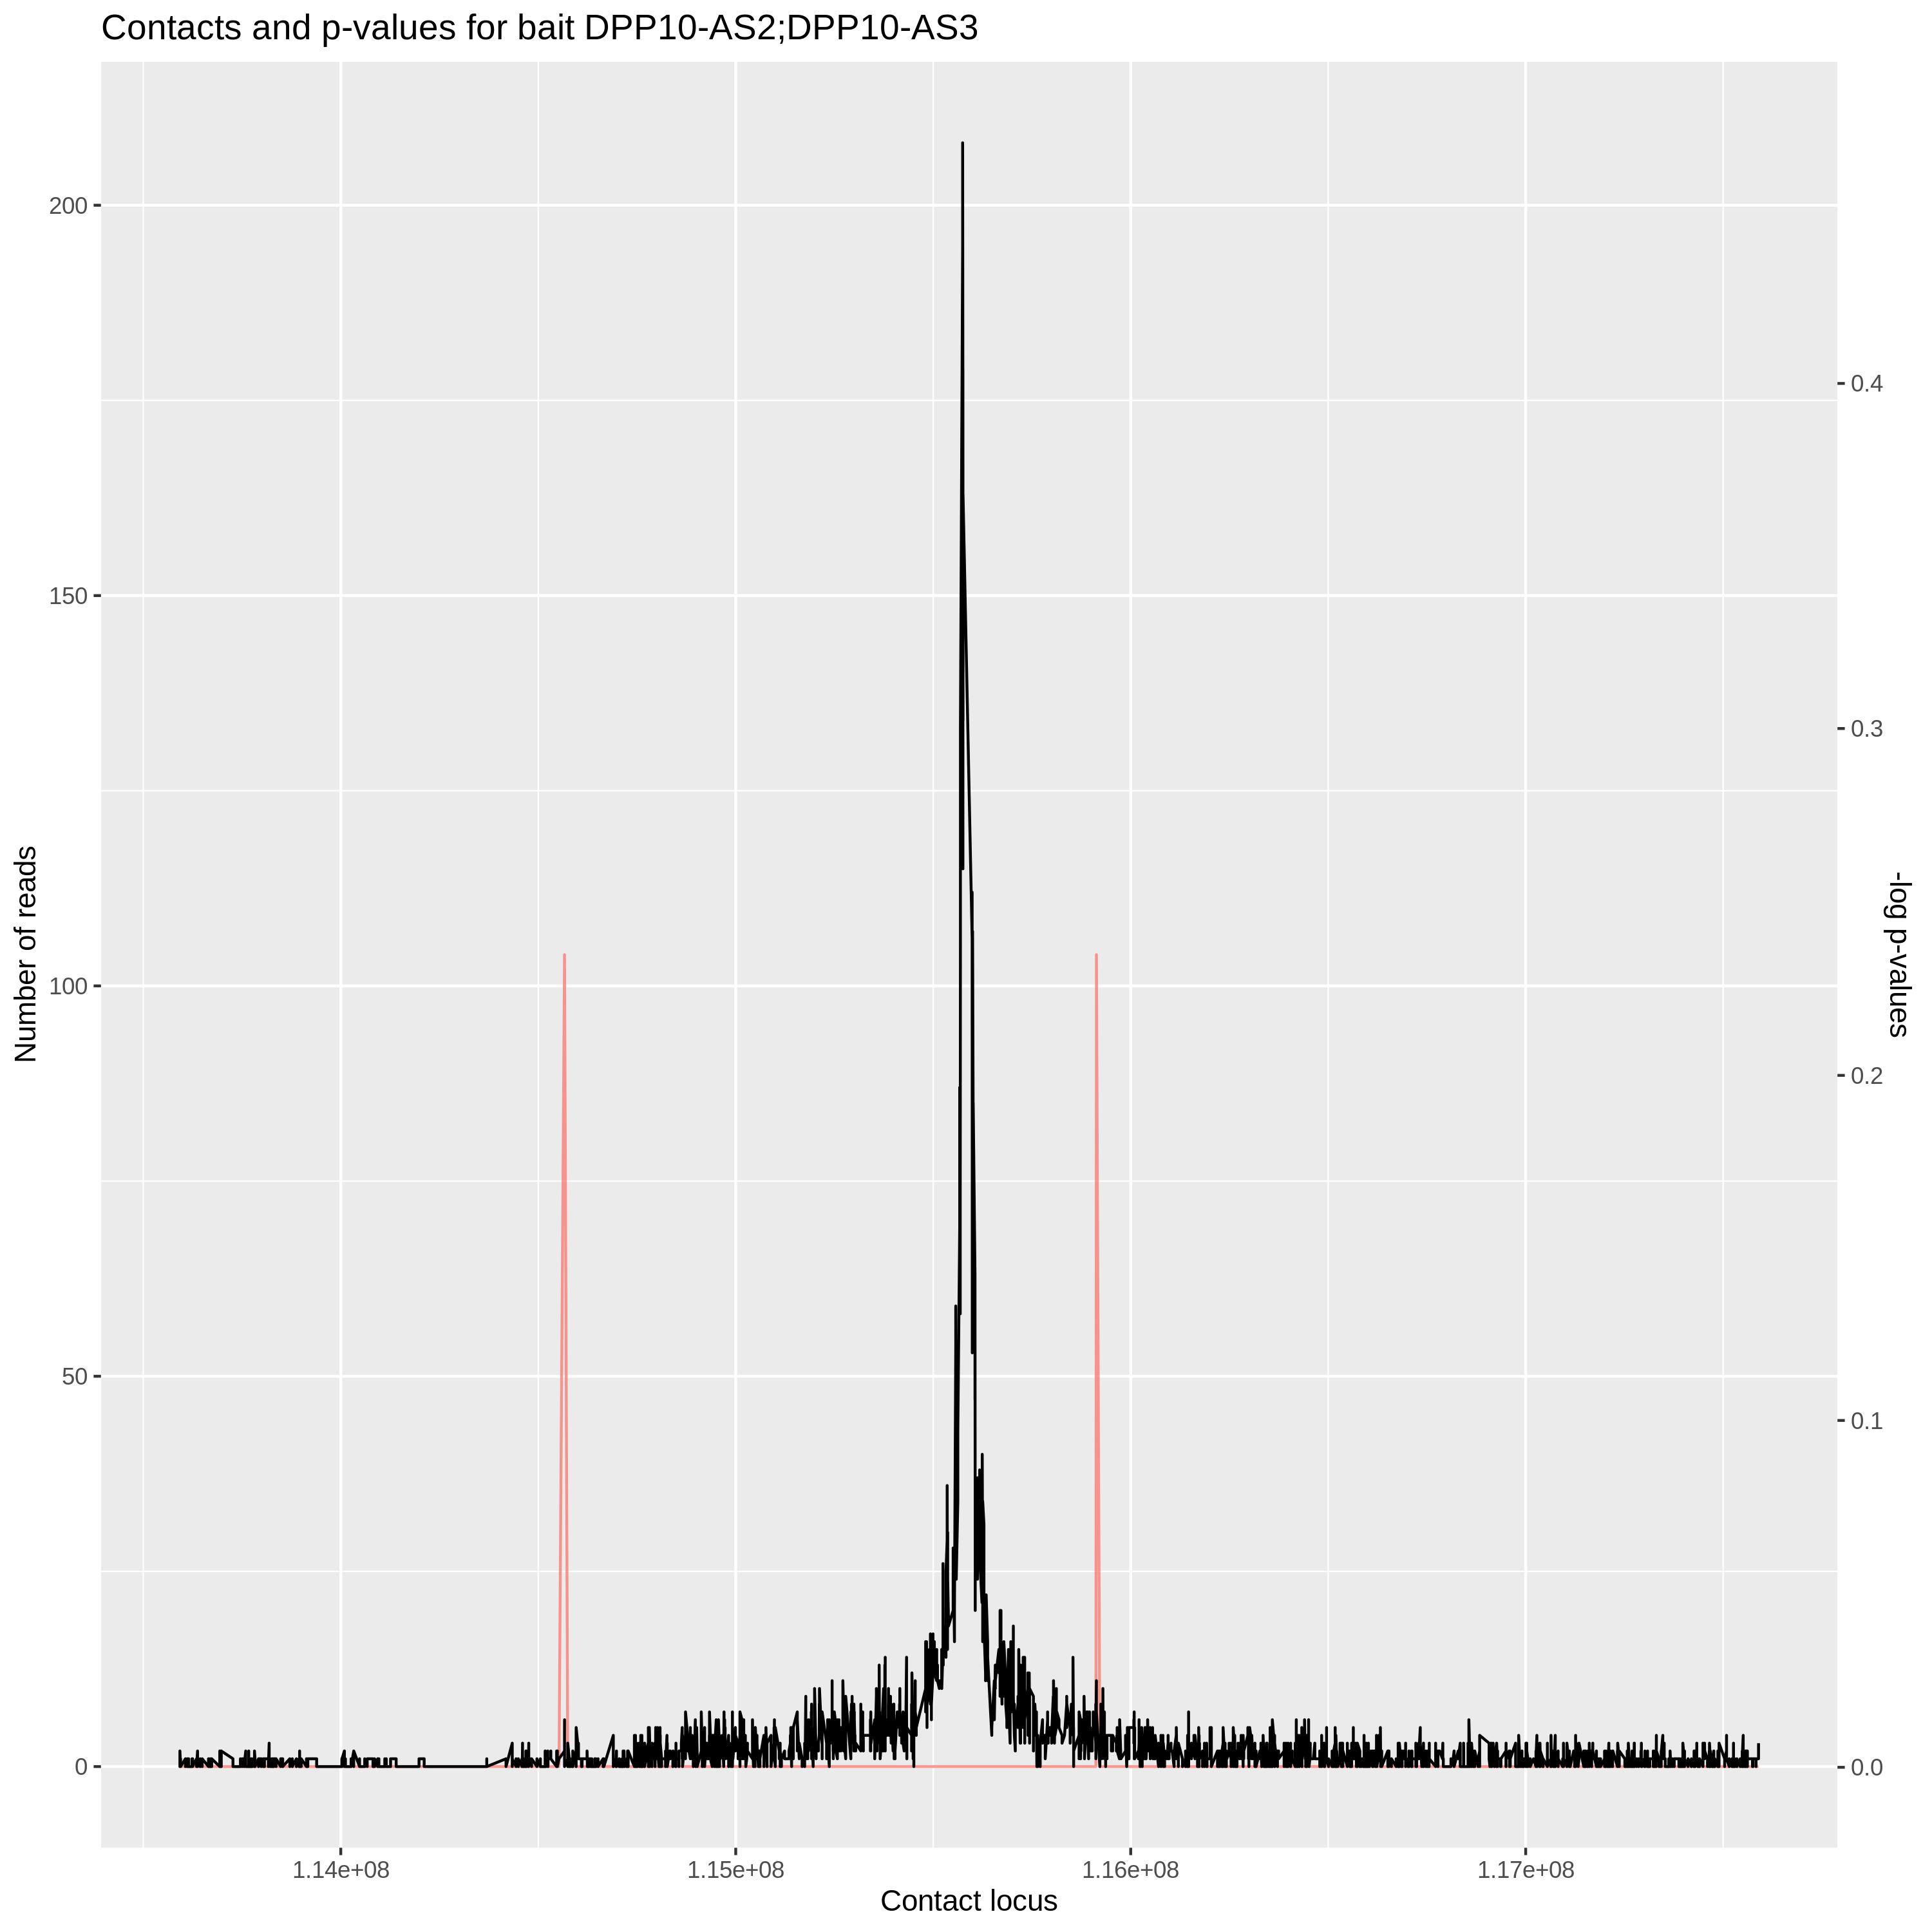 Contacts and p-values for bait DPP10-AS2;DPP10-AS3
200
150
100
50
0
Number of reads
0.4
0.3
0.2
0.1
0.0
-log p-values
1.14e+08 1.15e+08 1.16e+08 1.17e+08
Contact locus